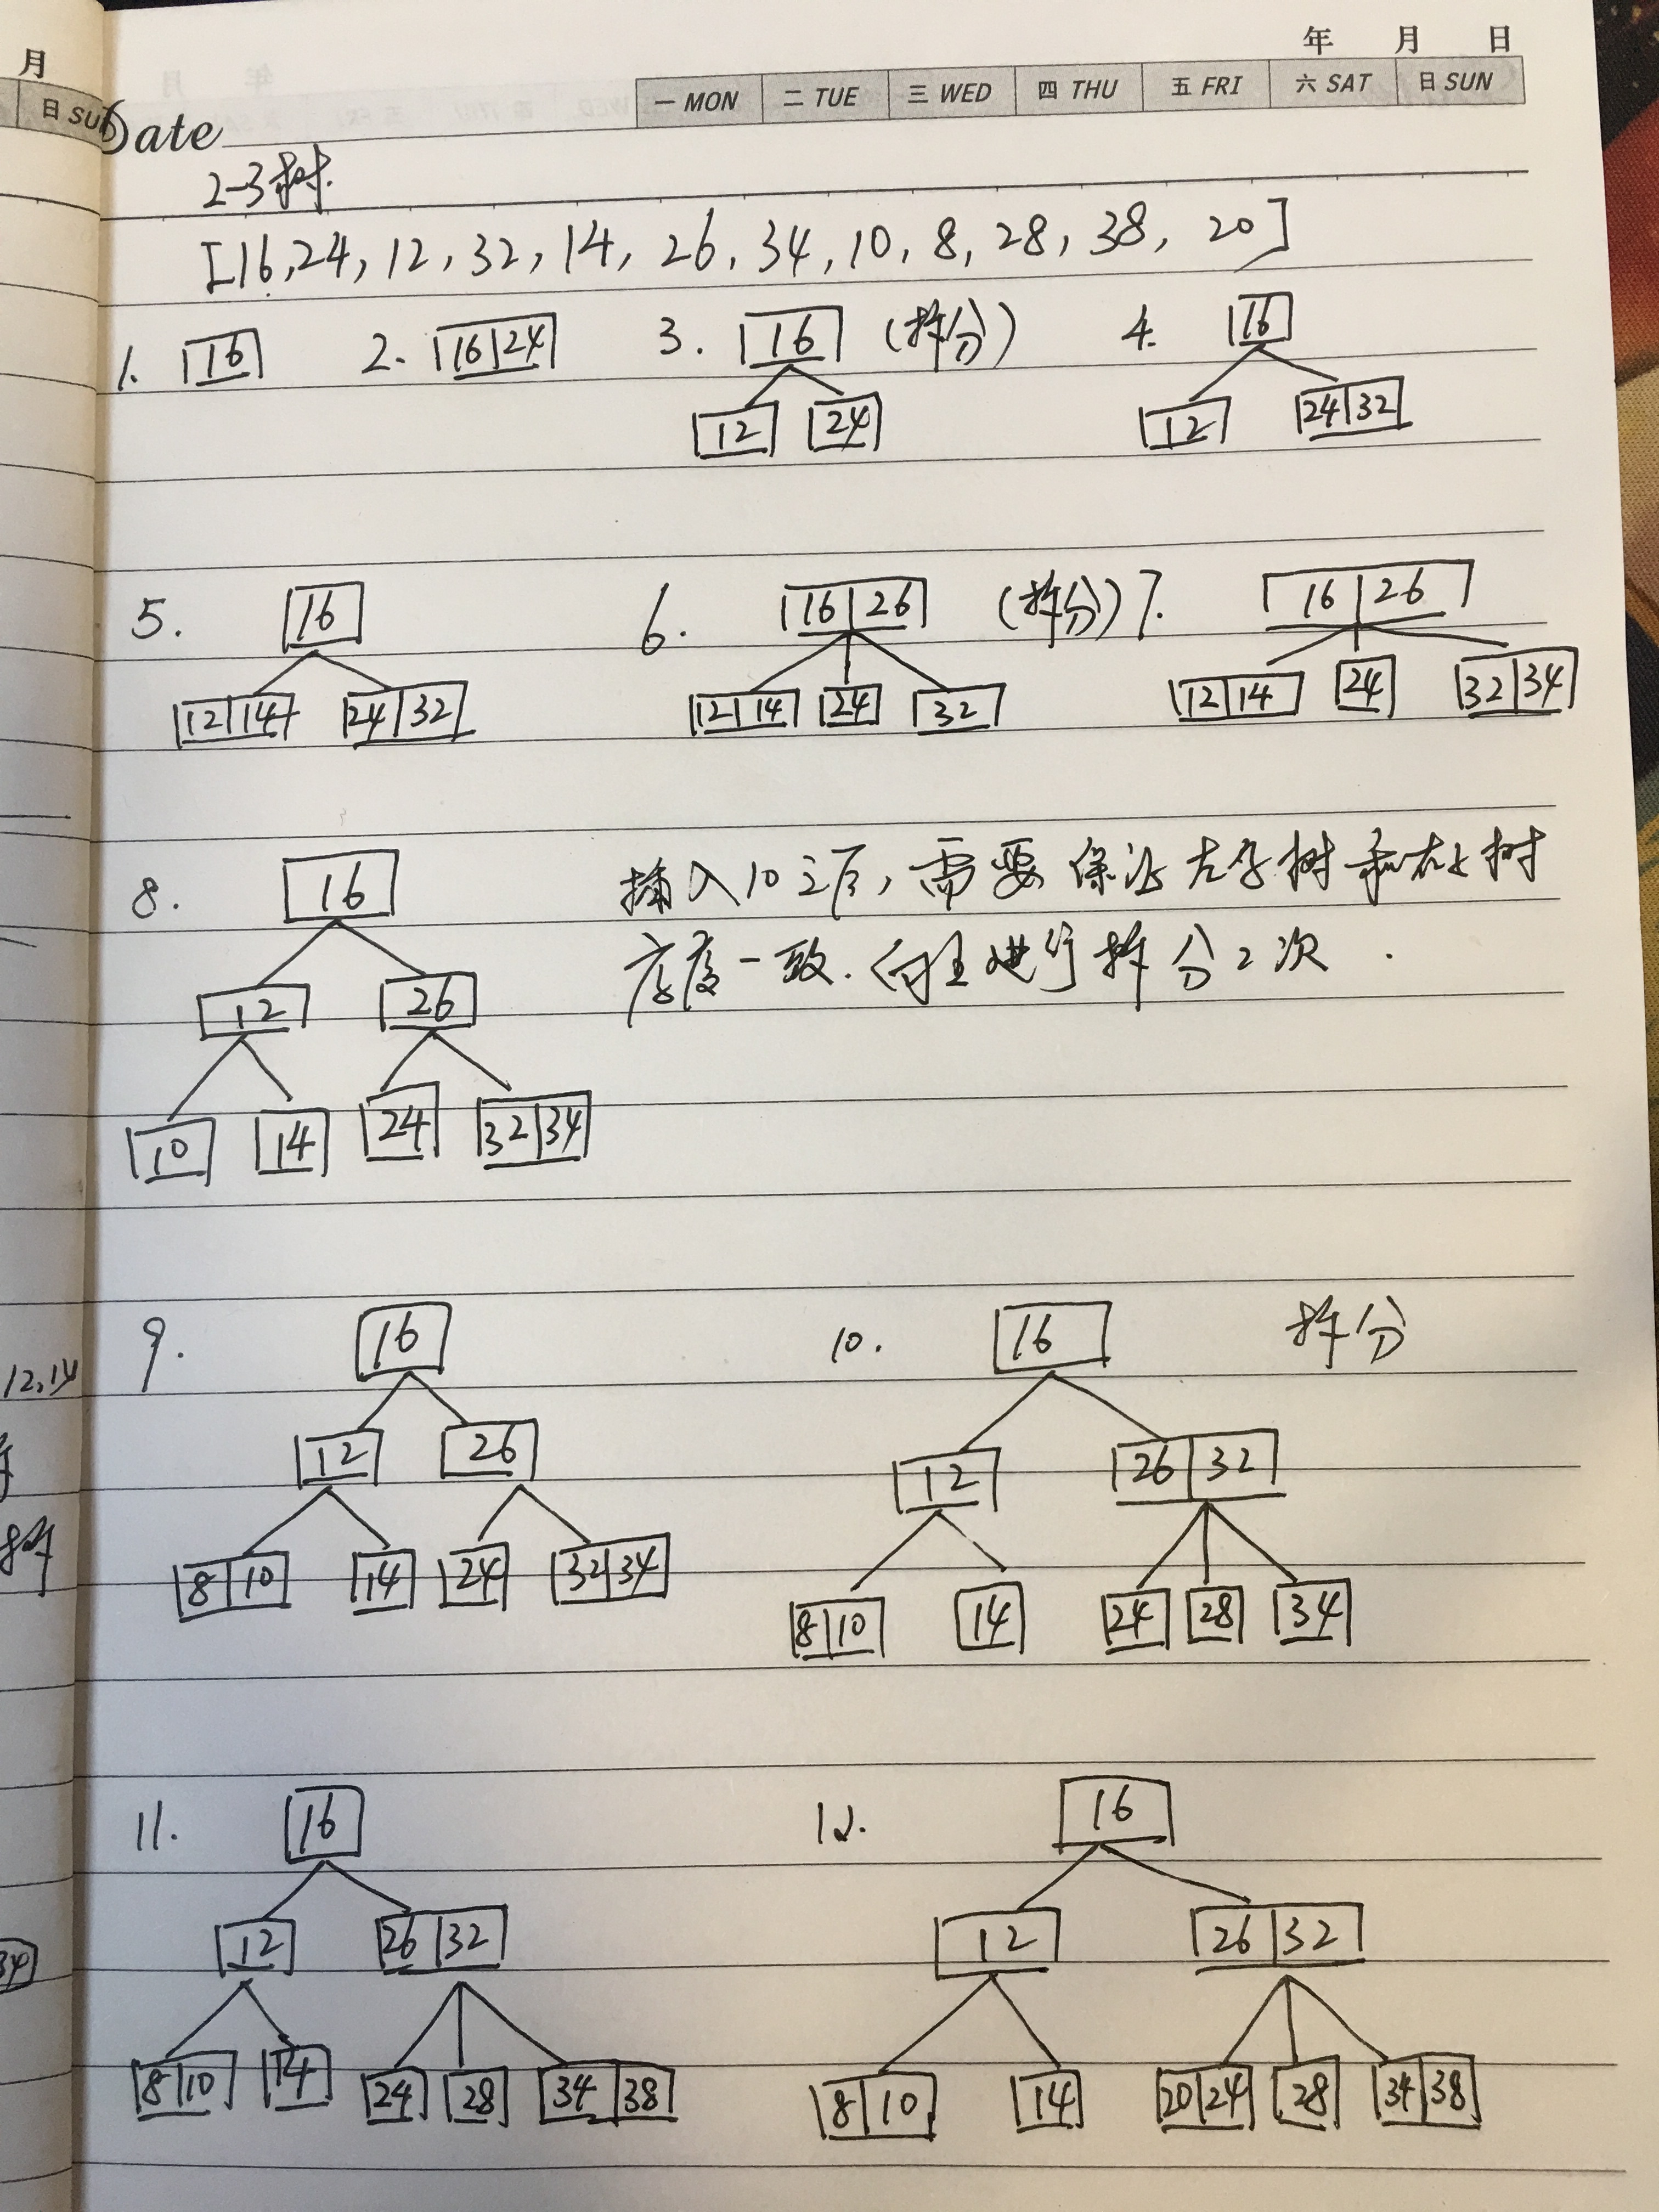 年 月 日
月
一 MON 二 TUE 三 WED 四 THU 五 FRI 六 SAT 日 SUN
日 SUN
Date
2-3树.
[16,24, 12, 32, 14, 26, 34, 10, 8, 28, 38, 20]
1. 16 2. 16 24 3. 16 (拆分) 4. 16
12 24 12 24 32
5. 16 6. 16 26 (拆分) 7. 16 26
12 14 24 32 12 14 24 32 12 14 24 32 34
8. 16 插入10之后, 需要保证左子树和右子树
高度一致. 向上进行拆分2次.
12 26
10 14 24 32 34
9. 16 10. 16 拆分
12,14
12 26 12 26 32
8 10 14 24 32 34 8 10 14 24 28 34
11. 16 12. 16
12 26 32 12 26 32
34
8 10 14 24 28 34 38 8 10 14 20 24 28 34 38